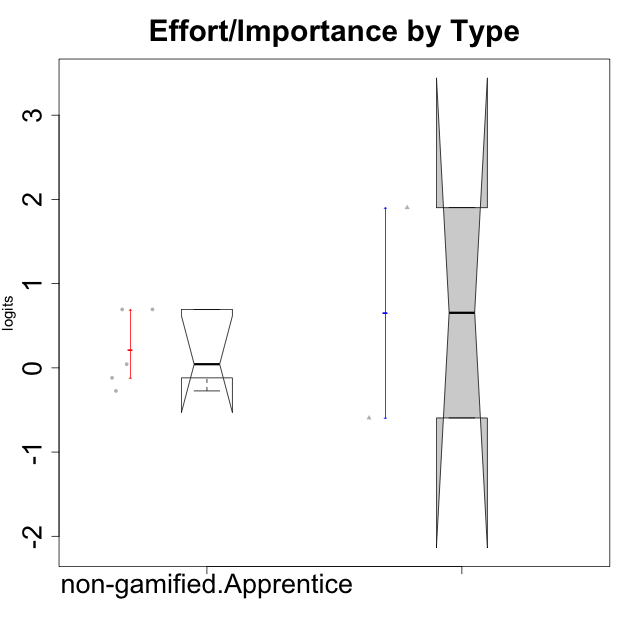 Effort/Importance by Type
logits
3
2
1
0
-1
-2
non-gamified.Apprentice